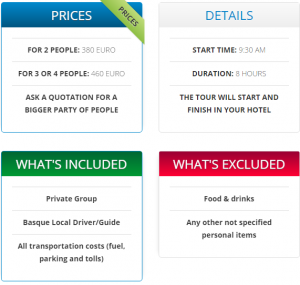 PRICES
PRICES
FOR 2 PEOPLE: 380 EURO
FOR 3 OR 4 PEOPLE: 460 EURO
ASK A QUOTATION FOR A
BIGGER PARTY OF PEOPLE
DETAILS
START TIME: 9:30 AM
DURATION: 8 HOURS
THE TOUR WILL START AND
FINISH IN YOUR HOTEL
WHAT'S INCLUDED
Private Group
Basque Local Driver/Guide
All transportation costs (fuel,
parking and tolls)
WHAT'S EXCLUDED
Food & drinks
Any other not specified
personal items